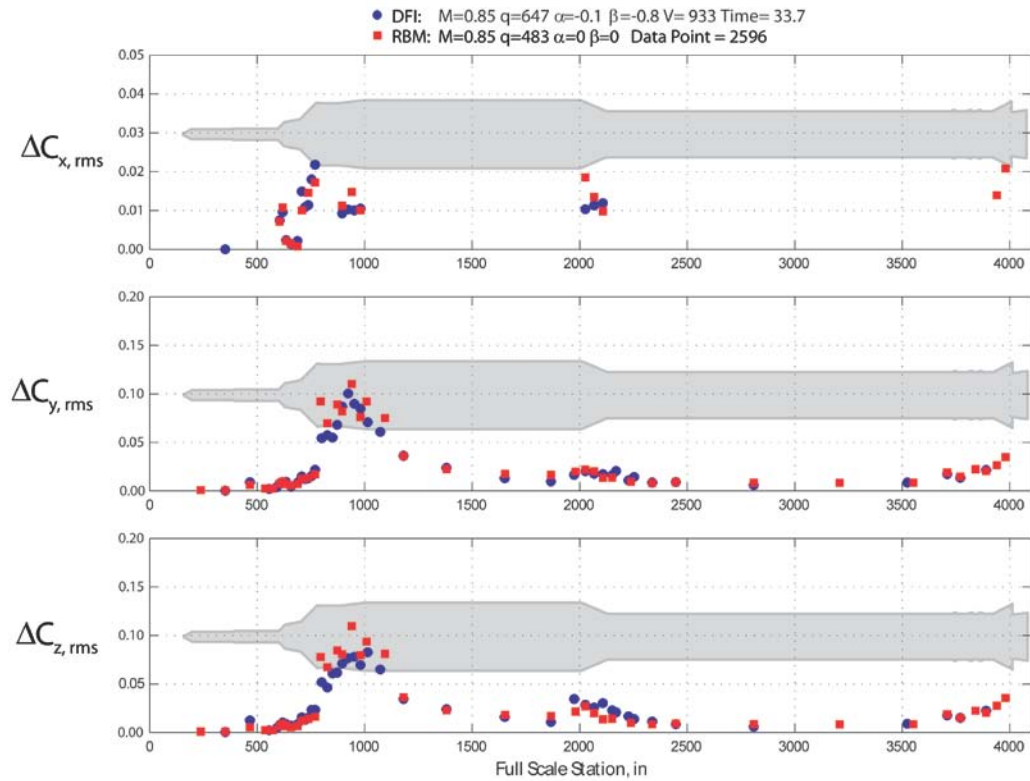 DFI: M=0.85 q=647 α=-0.1 β=-0.8 V= 933 Time= 33.7
RBM: M=0.85 q=483 α=0 β=0 Data Point = 2596
0.05
0.04
0.03
0.02
0.01
0.00
ΔCx, rms
0 500 1000 1500 2000 2500 3000 3500 4000
0.20
0.15
0.10
0.05
0.00
ΔCy, rms
0 500 1000 1500 2000 2500 3000 3500 4000
0.20
0.15
0.10
0.05
0.00
ΔCz, rms
0 500 1000 1500 2000 2500 3000 3500 4000
Full Scale Station, in